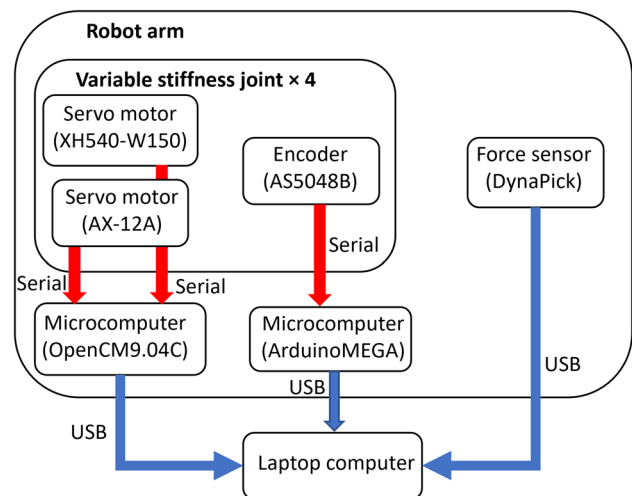 Robot arm
Variable stiffness joint × 4
Servo motor
(XH540-W150)
Servo motor
(AX-12A)
Encoder
(AS5048B)
Force sensor
(DynaPick)
Serial
Serial
Serial
Microcomputer
(OpenCM9.04C)
Microcomputer
(ArduinoMEGA)
USB
USB
USB
Laptop computer